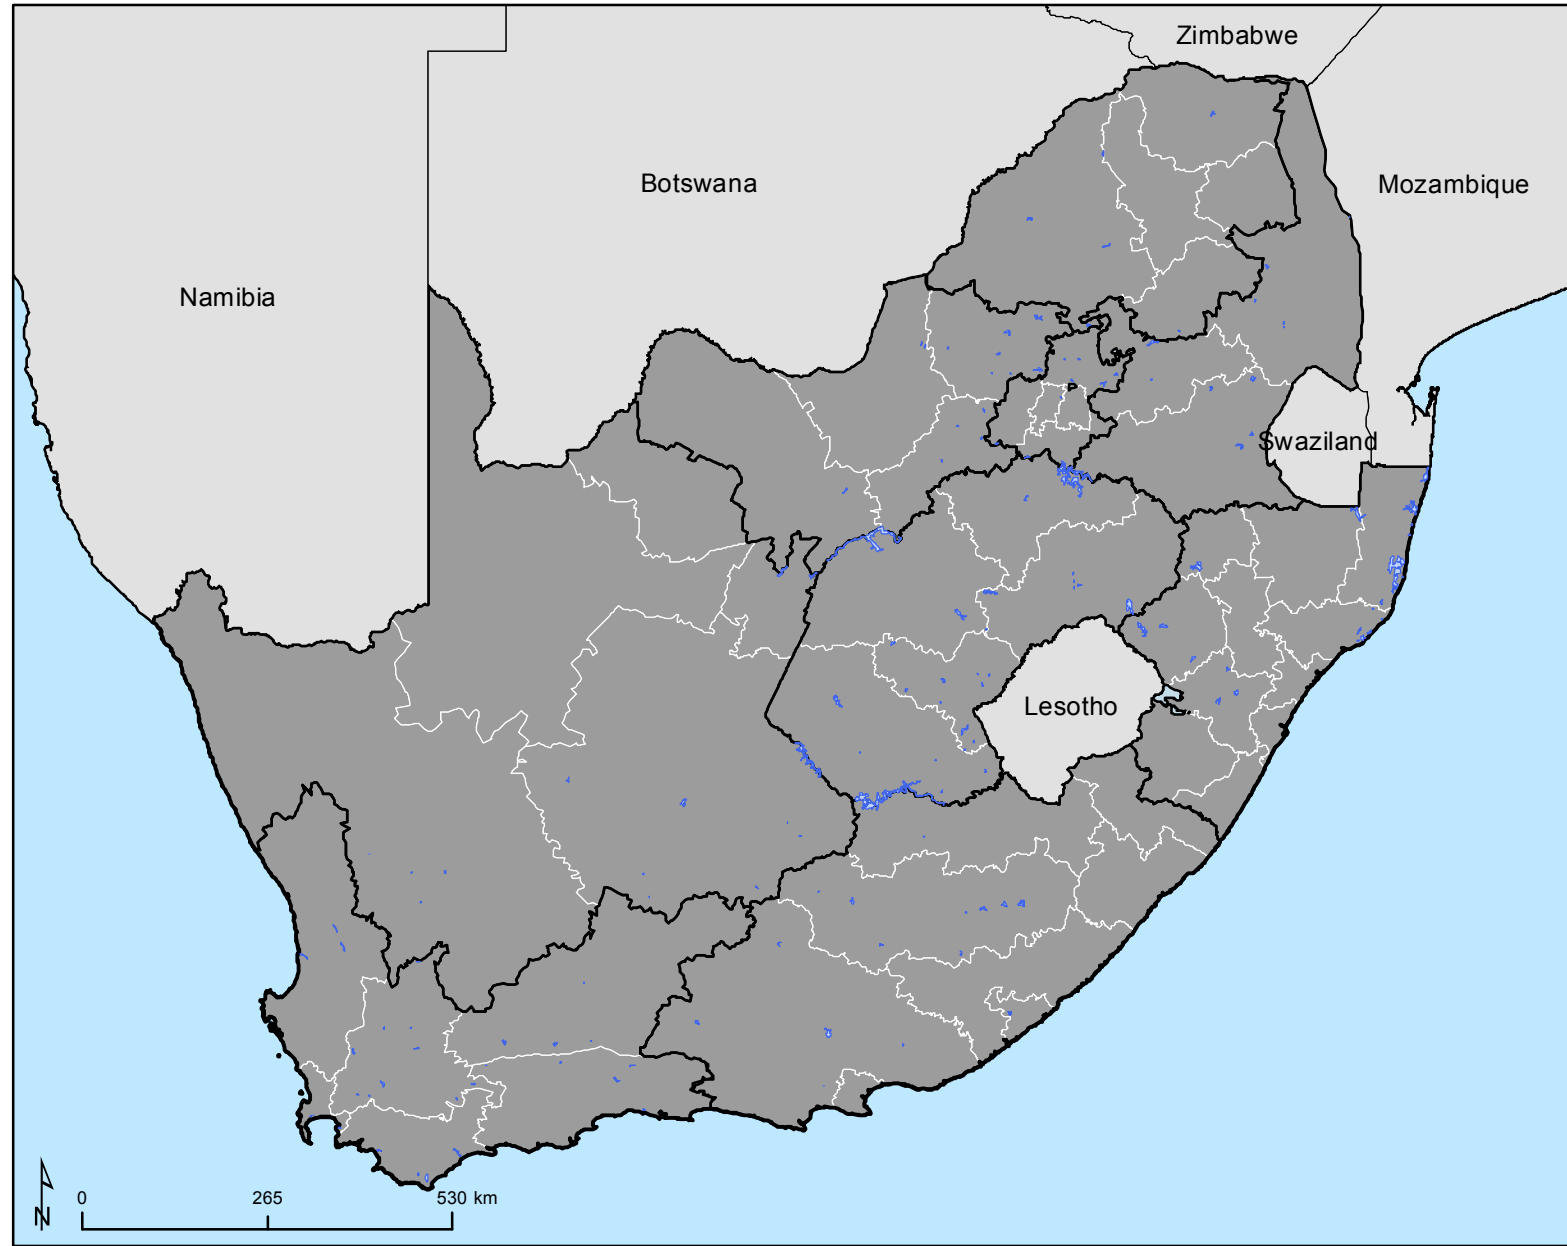 Zimbabwe
Botswana
Mozambique
Namibia
Swaziland
Lesotho
N
0 265 530 km